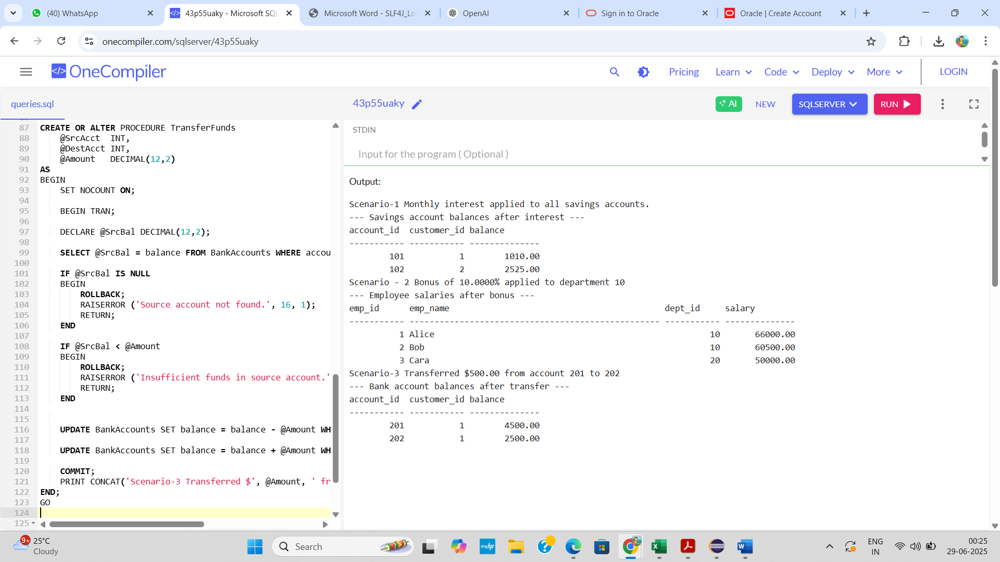 (40) WhatsApp
43p55uaky - Microsoft SQL
Microsoft Word - SLF4J_Lo
OpenAI
Sign in to Oracle
Oracle | Create Account
onecompiler.com/sqlserver/43p55uaky
</> OneCompiler
Pricing
Learn
Code
Deploy
More
LOGIN
queries.sql
43p55uaky
AI
NEW
SQLSERVER
RUN
87 CREATE OR ALTER PROCEDURE TransferFunds
88 @SrcAcct INT,
89 @DestAcct INT,
90 @Amount DECIMAL(12,2)
91 AS
92 BEGIN
93 SET NOCOUNT ON;
94
95 BEGIN TRAN;
96
97 DECLARE @SrcBal DECIMAL(12,2);
98
99 SELECT @SrcBal = balance FROM BankAccounts WHERE accou
100
101 IF @SrcBal IS NULL
102 BEGIN
103 ROLLBACK;
104 RAISERROR ('Source account not found.', 16, 1);
105 RETURN;
106 END
107
108 IF @SrcBal < @Amount
109 BEGIN
110 ROLLBACK;
111 RAISERROR ('Insufficient funds in source account.'
112 RETURN;
113 END
114
115
116 UPDATE BankAccounts SET balance = balance - @Amount WH
117
118 UPDATE BankAccounts SET balance = balance + @Amount WH
119
120 COMMIT;
121 PRINT CONCAT('Scenario-3 Transferred $', @Amount, ' fr
122 END;
123 GO
124
125
STDIN
Input for the program ( Optional )
Output:
Scenario-1 Monthly interest applied to all savings accounts.
--- Savings account balances after interest ---
account_id customer_id balance
----------- ----------- --------------
101 1 1010.00
102 2 2525.00
Scenario - 2 Bonus of 10.0000% applied to department 10
--- Employee salaries after bonus ---
emp_id emp_name dept_id salary
----------- -------------------------------------------------- ----------- --------------
1 Alice 10 66000.00
2 Bob 10 60500.00
3 Cara 20 50000.00
Scenario-3 Transferred $500.00 from account 201 to 202
--- Bank account balances after transfer ---
account_id customer_id balance
----------- ----------- --------------
201 1 4500.00
202 1 2500.00
9+
25°C
Cloudy
Search
myhp
ENG
IN
00:25
29-06-2025